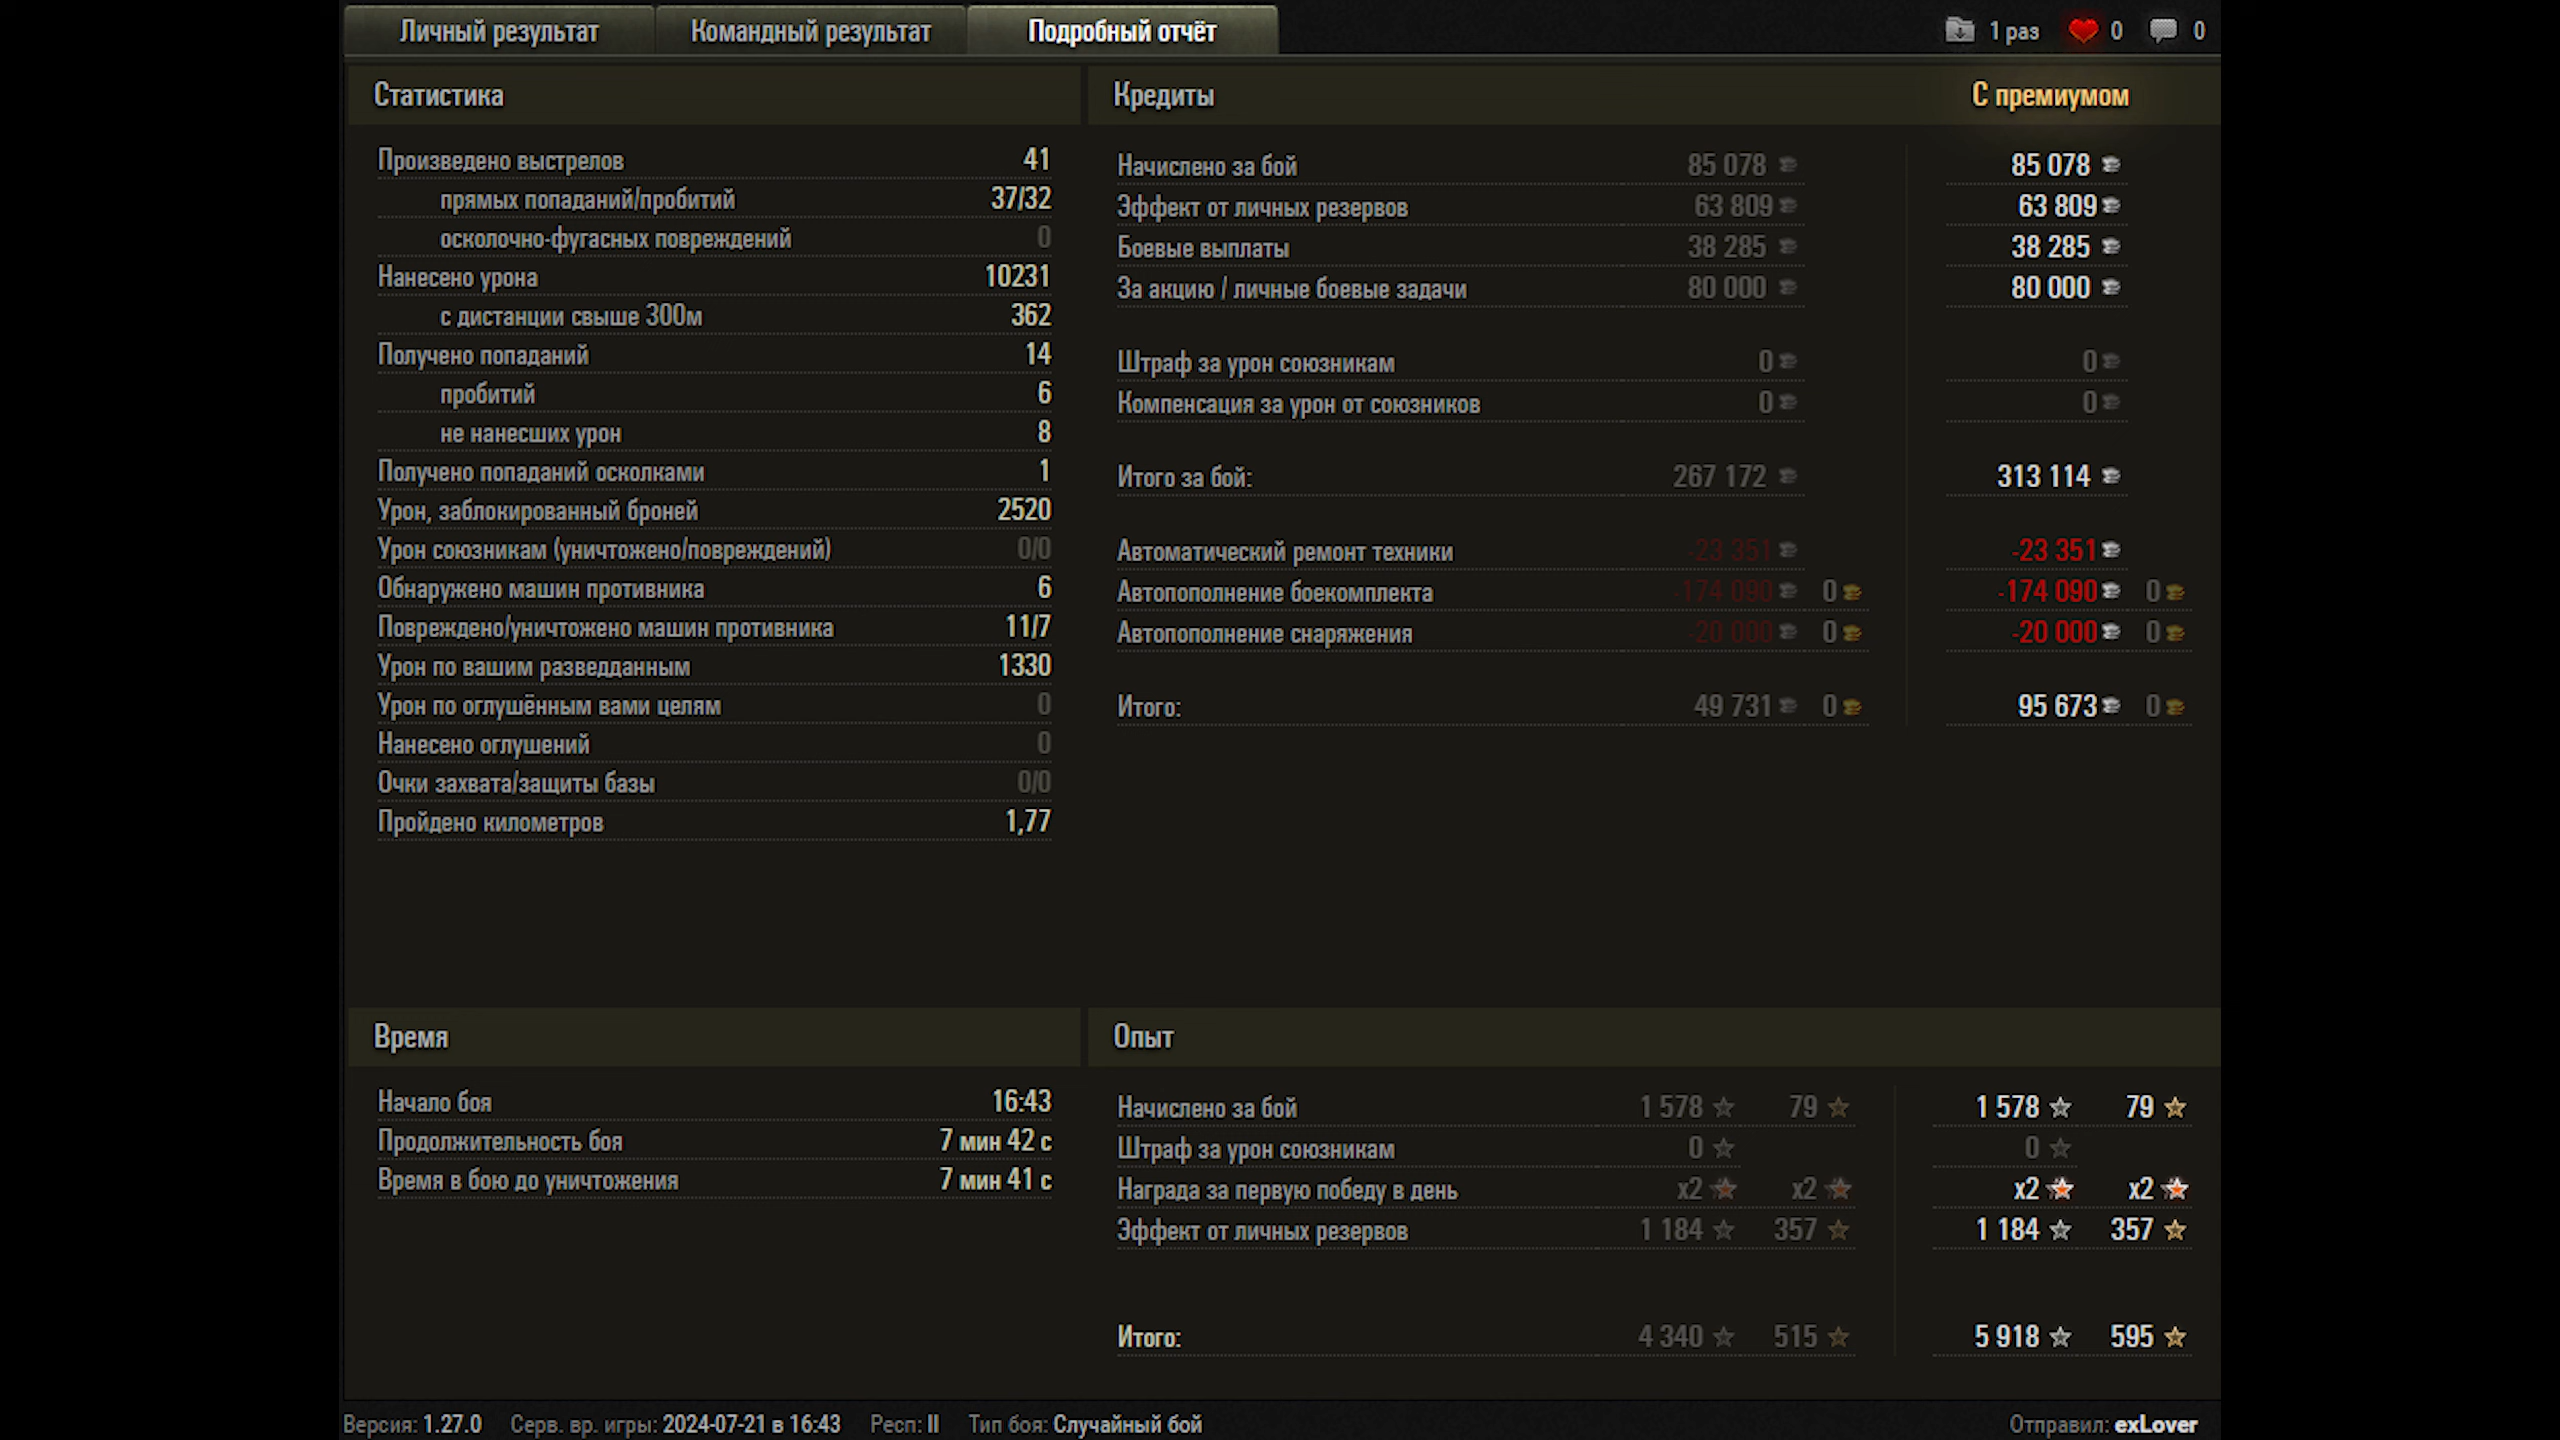 Личный результат Командный результат Подробный отчёт 1 раз 0 0
Статистика
Произведено выстрелов 41
прямых попаданий/пробитий 37/32
осколочно-фугасных повреждений 0
Нанесено урона 10231
с дистанции свыше 300м 362
Получено попаданий 14
пробитий 6
не нанесших урон 8
Получено попаданий осколками 1
Урон, заблокированный броней 2520
Урон союзникам (уничтожено/повреждений) 0/0
Обнаружено машин противника 6
Повреждено/уничтожено машин противника 11/7
Урон по вашим разведданным 1330
Урон по оглушённым вами целям 0
Нанесено оглушений 0
Очки захвата/защиты базы 0/0
Пройдено километров 1,77
Кредиты С премиумом
Начислено за бой 85 078 85 078
Эффект от личных резервов 63 809 63 809
Боевые выплаты 38 285 38 285
За акцию / личные боевые задачи 80 000 80 000
Штраф за урон союзникам 0 0
Компенсация за урон от союзников 0 0
Итого за бой: 267 172 313 114
Автоматический ремонт техники -23 351 -23 351
Автопополнение боекомплекта -174 090 0 -174 090 0
Автопополнение снаряжения -20 000 0 -20 000 0
Итого: 49 731 0 95 673 0
Время
Начало боя 16:43
Продолжительность боя 7 мин 42 с
Время в бою до уничтожения 7 мин 41 с
Опыт
Начислено за бой 1 578 79 1 578 79
Штраф за урон союзникам 0 0
Награда за первую победу в день x2 x2 x2 x2
Эффект от личных резервов 1 184 357 1 184 357
Итого: 4 340 515 5 918 595
Версия: 1.27.0 Серв. вр. игры: 2024-07-21 в 16:43 Респ: II Тип боя: Случайный бой Отправил: exLover